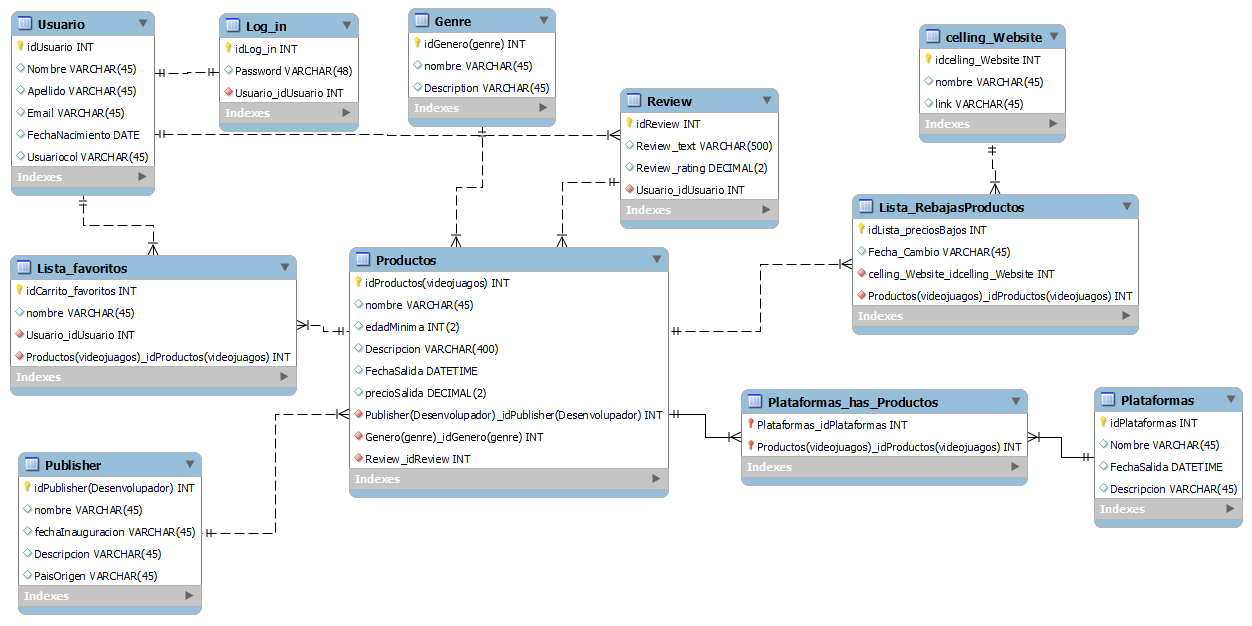 Usuario
idUsuario INT
Nombre VARCHAR(45)
Apellido VARCHAR(45)
Email VARCHAR(45)
FechaNacimiento DATE
Usuariocol VARCHAR(45)
Indexes
Log_in
idLog_in INT
Password VARCHAR(48)
Usuario_idUsuario INT
Indexes
Genre
idGenero(genre) INT
nombre VARCHAR(45)
Description VARCHAR(45)
Indexes
Review
idReview INT
Review_text VARCHAR(500)
Review_rating DECIMAL(2)
Usuario_idUsuario INT
Indexes
celling_Website
idcelling_Website INT
nombre VARCHAR(45)
link VARCHAR(45)
Indexes
Lista_RebajasProductos
idLista_preciosBajos INT
Fecha_Cambio VARCHAR(45)
celling_Website_idcelling_Website INT
Productos(videojuagos)_idProductos(videojuagos) INT
Indexes
Lista_favoritos
idCarrito_favoritos INT
nombre VARCHAR(45)
Usuario_idUsuario INT
Productos(videojuagos)_idProductos(videojuagos) INT
Indexes
Productos
idProductos(videojuagos) INT
nombre VARCHAR(45)
edadMinima INT(2)
Descripcion VARCHAR(400)
FechaSalida DATETIME
precioSalida DECIMAL(2)
Publisher(Desenvolupador)_idPublisher(Desenvolupador) INT
Genero(genre)_idGenero(genre) INT
Review_idReview INT
Indexes
Plataformas_has_Productos
Plataformas_idPlataformas INT
Productos(videojuagos)_idProductos(videojuagos) INT
Indexes
Plataformas
idPlataformas INT
Nombre VARCHAR(45)
FechaSalida DATETIME
Descripcion VARCHAR(45)
Indexes
Publisher
idPublisher(Desenvolupador) INT
nombre VARCHAR(45)
fechaInauguracion VARCHAR(45)
Descripcion VARCHAR(45)
PaisOrigen VARCHAR(45)
Indexes